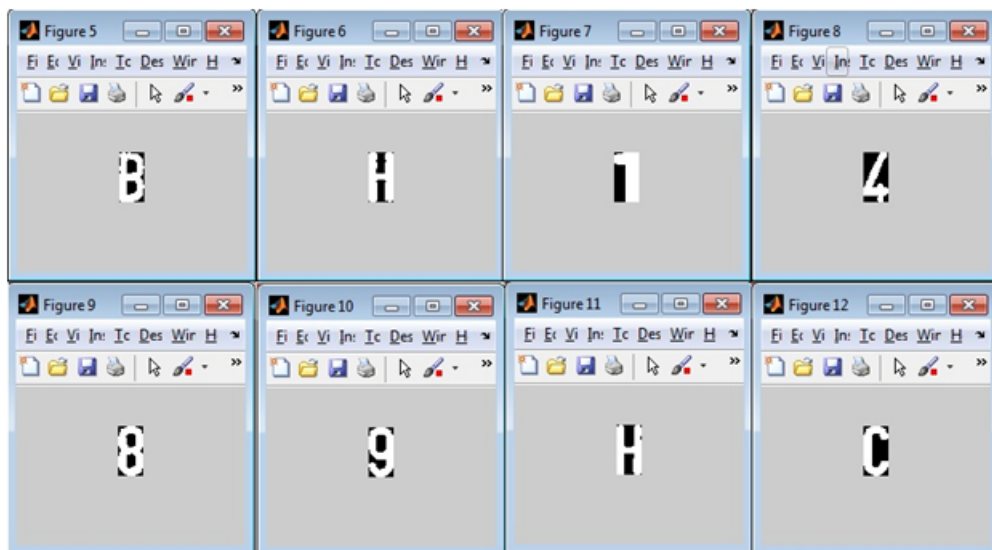 Figure 5 Figure 6 Figure 7 Figure 8
Fi Ec Vi In: Tc Des Wir H Fi Ec Vi In: Tc Des Wir H Fi Ec Vi In: Tc Des Wir H Fi Ec Vi In Tc Des Wir H
B H 1 4
Figure 9 Figure 10 Figure 11 Figure 12
Fi Ec Vi In: Tc Des Wir H Fi Ec Vi In: Tc Des Wir H Fi Ec Vi In: Tc Des Wir H Fi Ec Vi In: Tc Des Wir H
8 9 H C